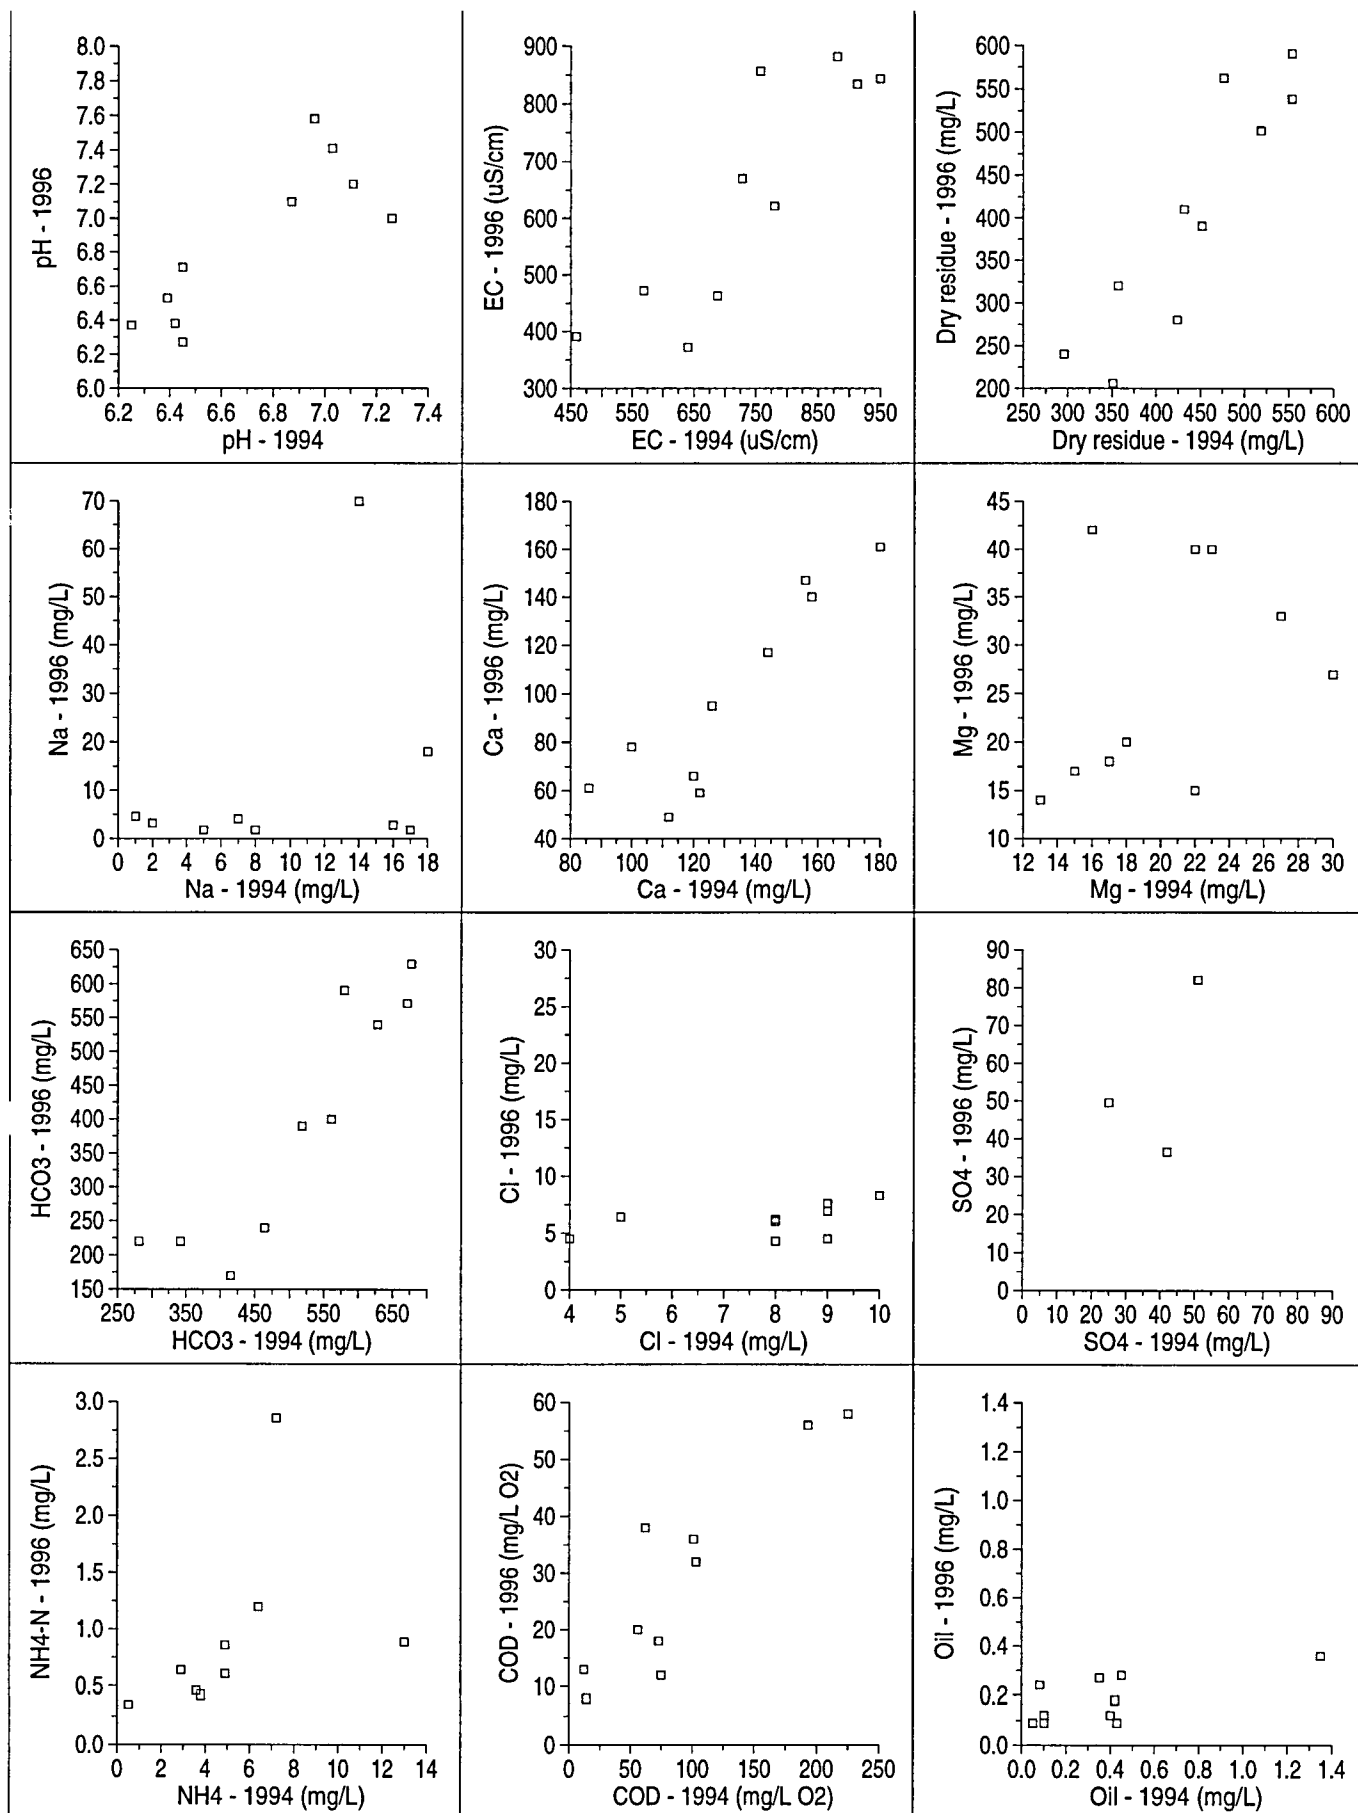 8.0
7.8
7.6
7.4
7.2
7.0
6.8
6.6
6.4
6.2
6.0
pH - 1996
6.2 6.4 6.6 6.8 7.0 7.2 7.4
pH - 1994
900
800
700
600
500
400
300
EC - 1996 (uS/cm)
450 550 650 750 850 950
EC - 1994 (uS/cm)
600
550
500
450
400
350
300
250
200
Dry residue - 1996 (mg/L)
250 300 350 400 450 500 550 600
Dry residue - 1994 (mg/L)
70
60
50
40
30
20
10
0
Na - 1996 (mg/L)
0 2 4 6 8 10 12 14 16 18
Na - 1994 (mg/L)
180
160
140
120
100
80
60
40
Ca - 1996 (mg/L)
80 100 120 140 160 180
Ca - 1994 (mg/L)
45
40
35
30
25
20
15
10
Mg - 1996 (mg/L)
12 14 16 18 20 22 24 26 28 30
Mg - 1994 (mg/L)
650
600
550
500
450
400
350
300
250
200
150
HCO3 - 1996 (mg/L)
250 350 450 550 650
HCO3 - 1994 (mg/L)
30
25
20
15
10
5
0
Cl - 1996 (mg/L)
4 5 6 7 8 9 10
Cl - 1994 (mg/L)
90
80
70
60
50
40
30
20
10
0
SO4 - 1996 (mg/L)
0 10 20 30 40 50 60 70 80 90
SO4 - 1994 (mg/L)
3.0
2.5
2.0
1.5
1.0
0.5
0.0
NH4-N - 1996 (mg/L)
0 2 4 6 8 10 12 14
NH4 - 1994 (mg/L)
60
50
40
30
20
10
0
COD - 1996 (mg/L O2)
0 50 100 150 200 250
COD - 1994 (mg/L O2)
1.4
1.2
1.0
0.8
0.6
0.4
0.2
0.0
Oil - 1996 (mg/L)
0.0 0.2 0.4 0.6 0.8 1.0 1.2 1.4
Oil - 1994 (mg/L)